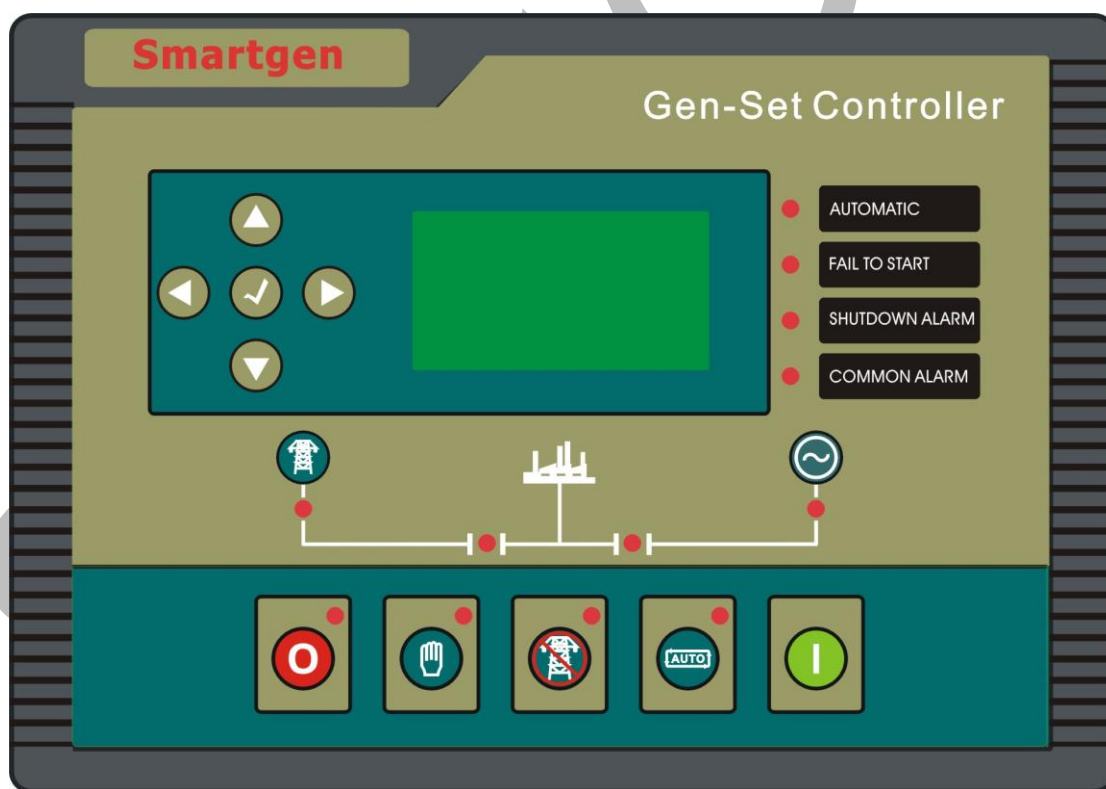 Smartgen
Gen-Set Controller
AUTOMATIC
FAIL TO START
SHUTDOWN ALARM
COMMON ALARM
O
AUTO
I